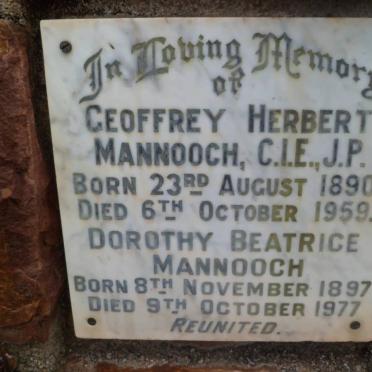 In Loving Memory
of
GEOFFREY HERBERT
MANNOOCH, C.I.E., J.P.
BORN 23RD AUGUST 1890
DIED 6TH OCTOBER 1959.
DOROTHY BEATRICE
MANNOOCH
BORN 8TH NOVEMBER 1897
DIED 9TH OCTOBER 1977
REUNITED.